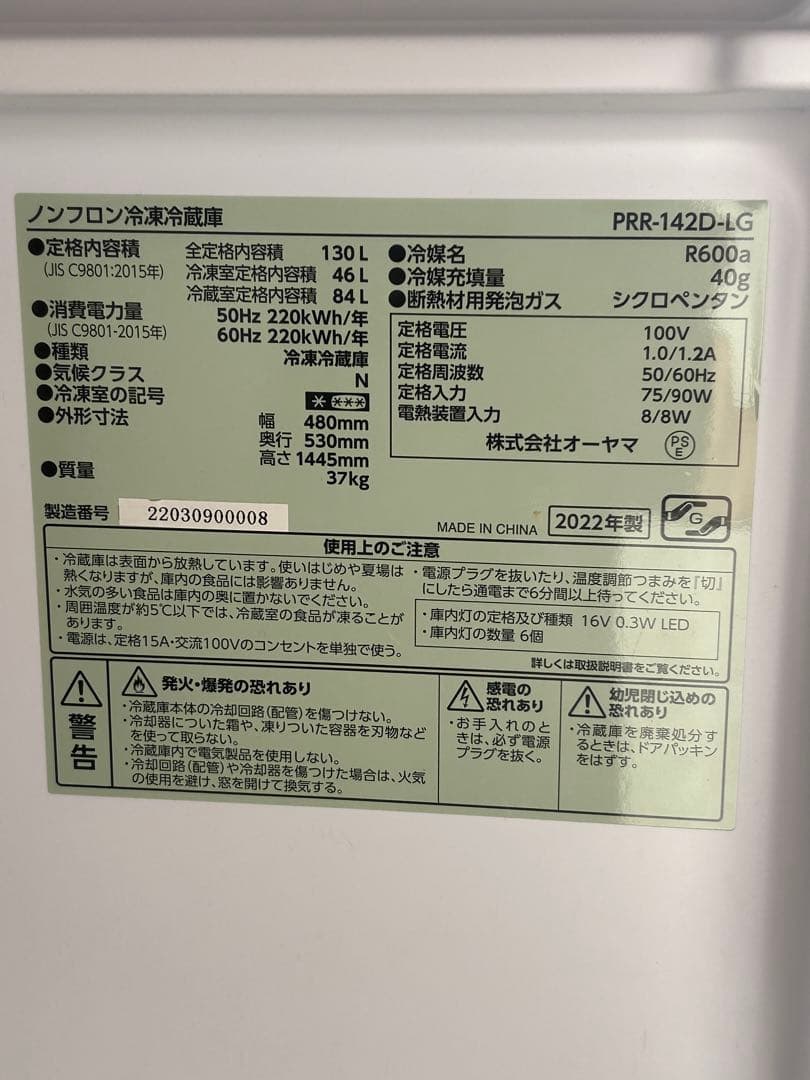 ノンフロン冷凍冷蔵庫 PRR-142D-LG
●定格内容積 全定格内容積 130 L
(JIS C9801:2015年) 冷凍室定格内容積 46 L
冷蔵室定格内容積 84 L
●消費電力量 50Hz 220kWh/年
(JIS C9801-2015年) 60Hz 220kWh/年
●種類 冷凍冷蔵庫
●気候クラス N
●冷凍室の記号
●外形寸法 幅 480mm
奥行 530mm
高さ 1445mm
●質量 37kg
●冷媒名 R600a
●冷媒充填量 40g
●断熱材用発泡ガス シクロペンタン
定格電圧 100V
定格電流 1.0/1.2A
定格周波数 50/60Hz
定格入力 75/90W
電熱装置入力 8/8W
株式会社オーヤマ PS E
製造番号 22030900008
MADE IN CHINA 2022年製 G
使用上のご注意
・冷蔵庫は表面から放熱しています。使いはじめや夏場は
熱くなりますが、庫内の食品には影響ありません。
・水気の多い食品は庫内の奥に置かないでください。
・周囲温度が約5℃以下では、冷蔵室の食品が凍ることが
あります。
・電源は、定格15A・交流100Vのコンセントを単独で使う。
・電源プラグを抜いたり、温度調節つまみを『切』
にしたら通電まで6分間以上待ってください。
・庫内灯の定格及び種類 16V 0.3W LED
・庫内灯の数量 6個
詳しくは取扱説明書をご覧ください。
警告
発火・爆発の恐れあり
・冷蔵庫本体の冷却回路(配管)を傷つけない。
・冷却器についた霜や、凍りついた容器を刃物など
を使って取らない。
・冷蔵庫内で電気製品を使用しない。
・冷却回路(配管)や冷却器を傷つけた場合は、火気
の使用を避け、窓を開けて換気する。
感電の
恐れあり
・お手入れのと
きは、必ず電源
プラグを抜く。
幼児閉じ込めの
恐れあり
・冷蔵庫を廃棄処分す
るときは、ドアパッキン
をはずす。